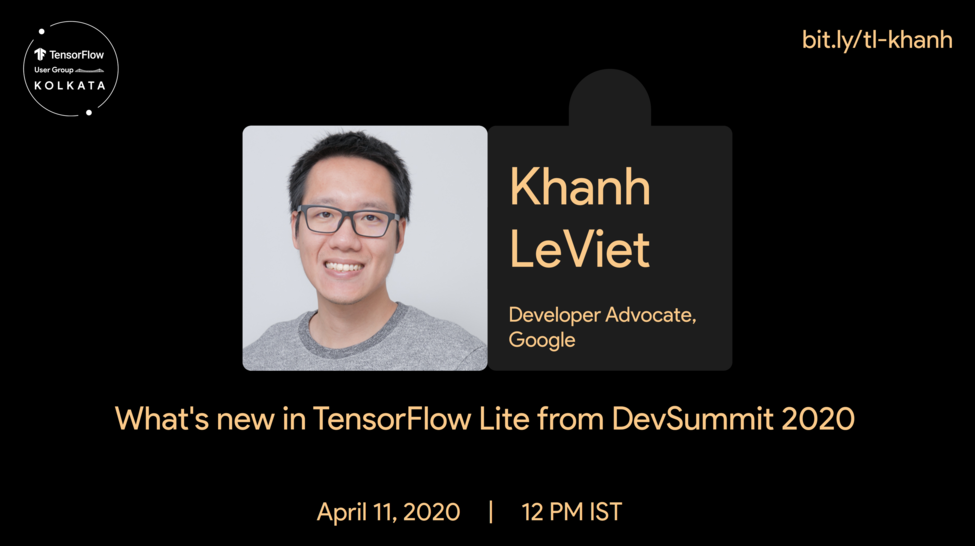 TensorFlow
User Group
KOLKATA
bit.ly/tl-khanh
Khanh
LeViet
Developer Advocate,
Google
What's new in TensorFlow Lite from DevSummit 2020
April 11, 2020 | 12 PM IST